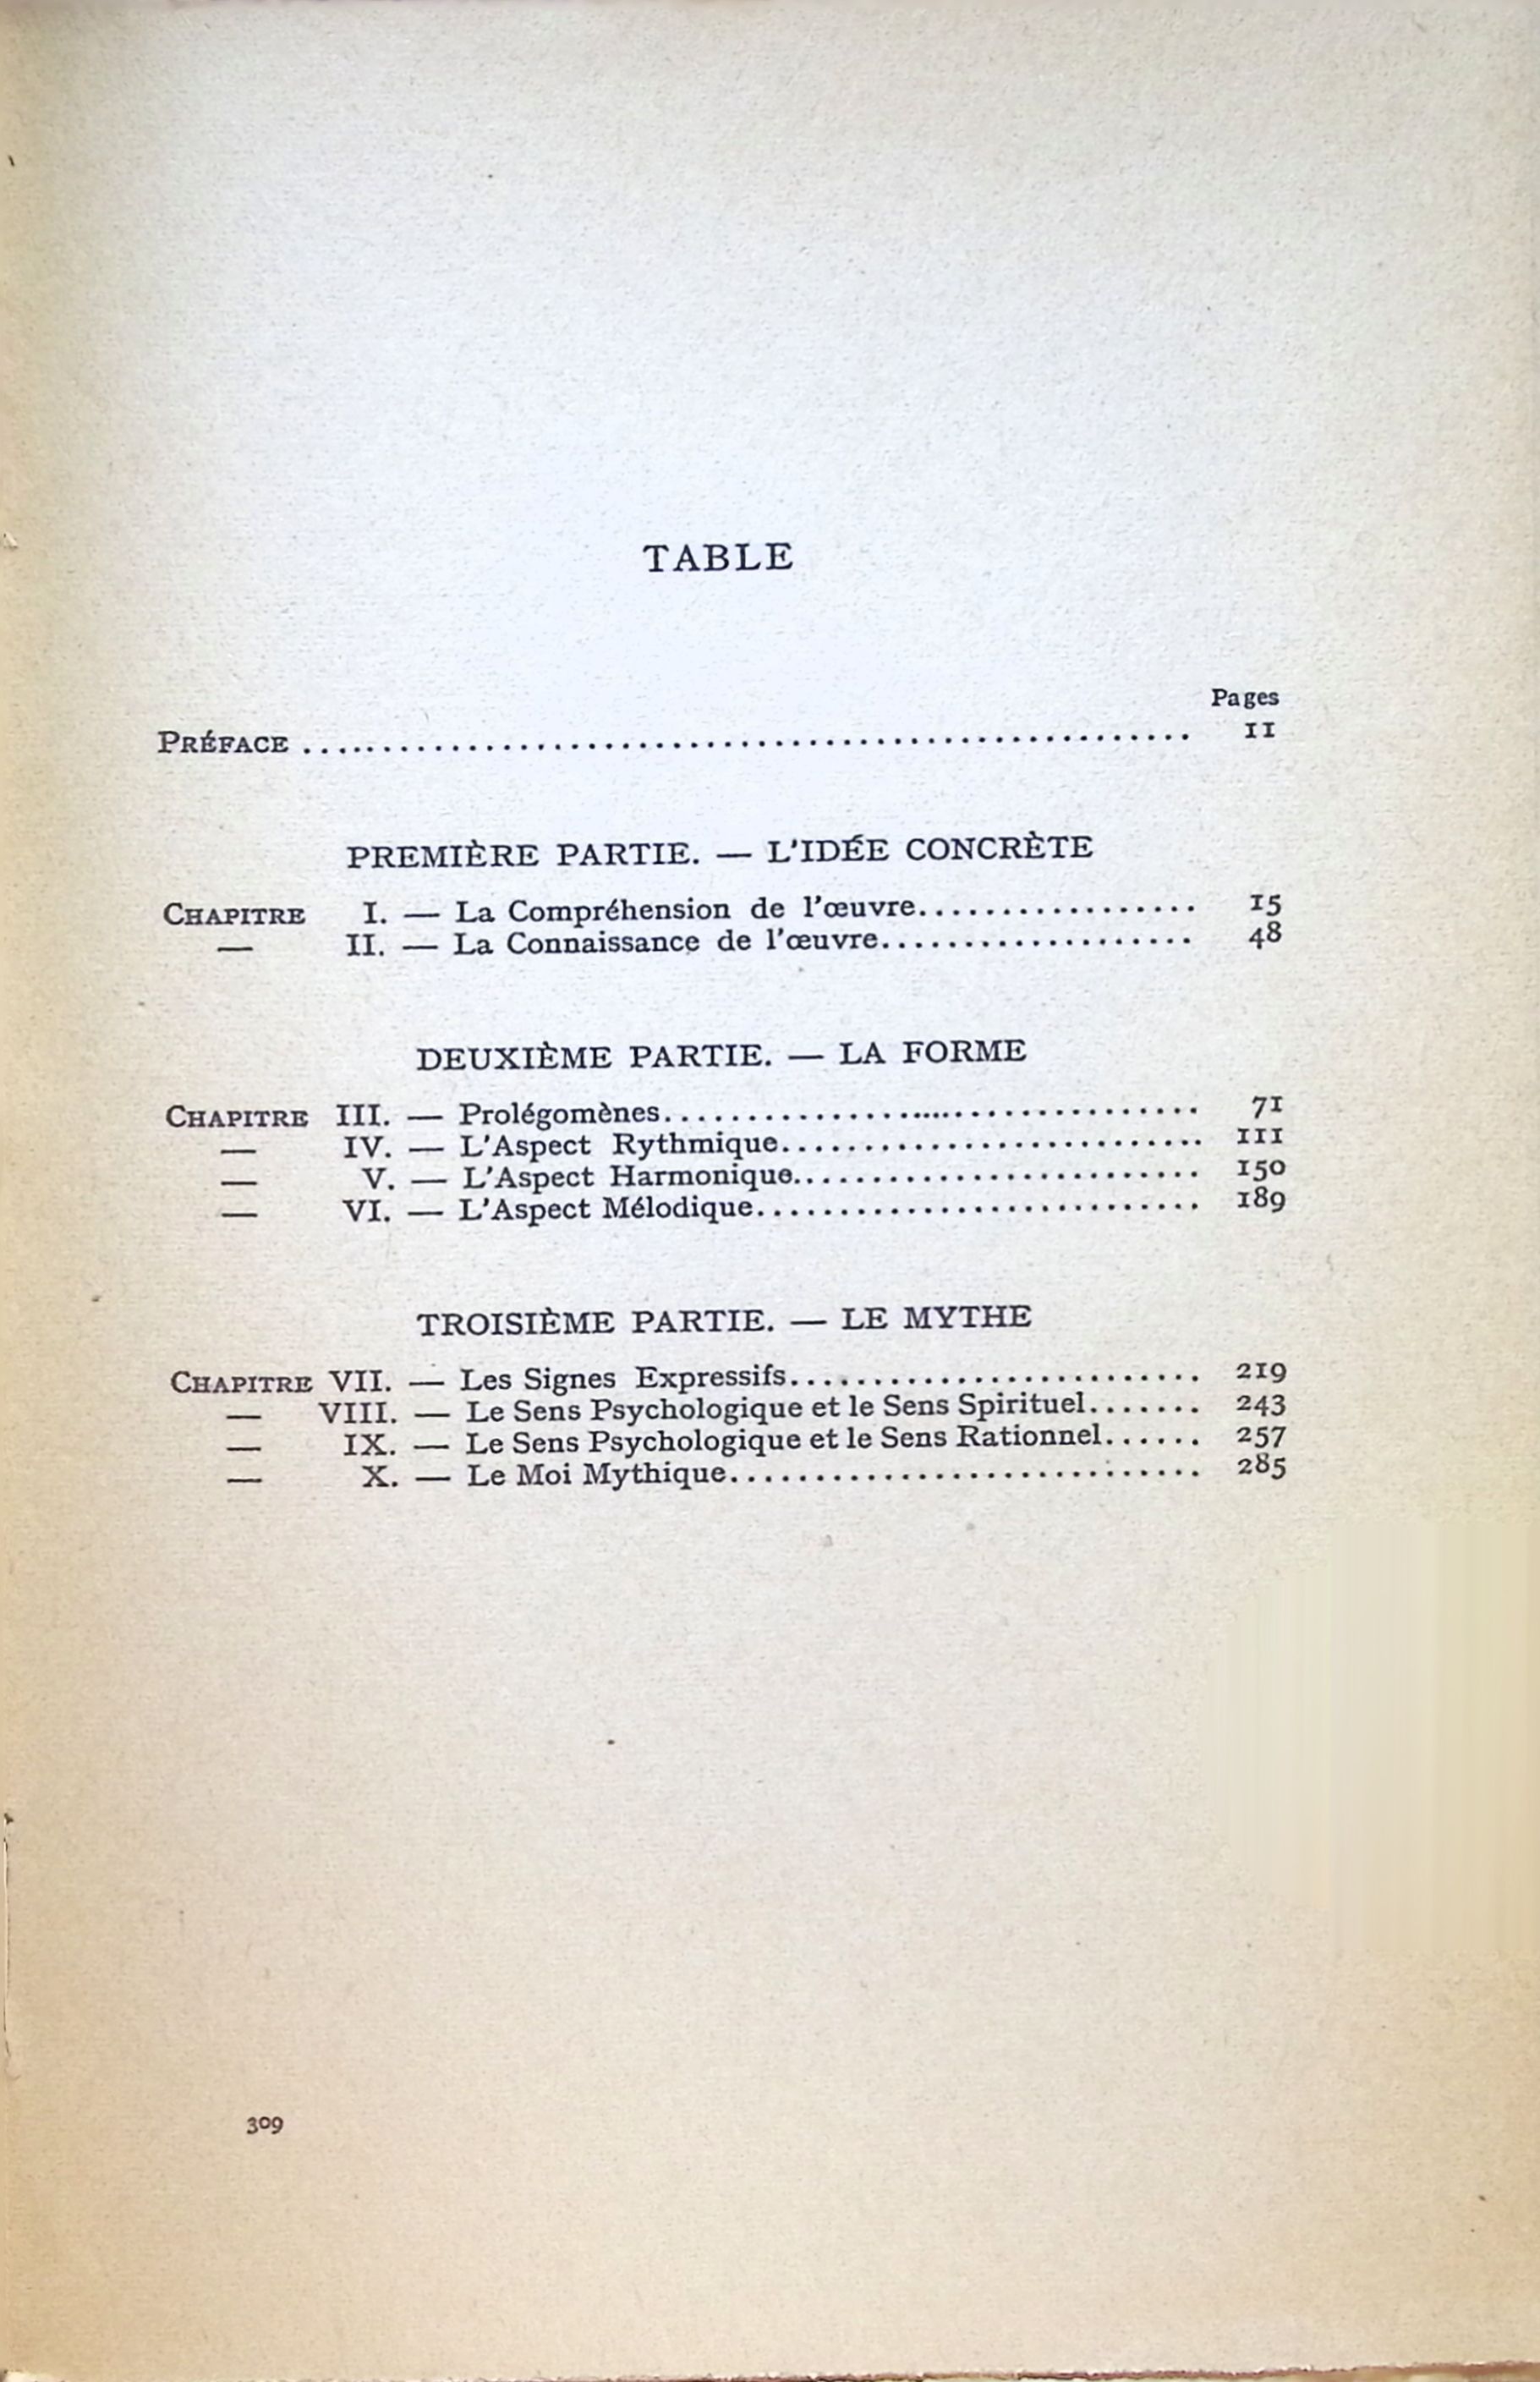 TABLE
Pages
PRÉFACE ........................................................ 11
PREMIÈRE PARTIE. — L'IDÉE CONCRÈTE
CHAPITRE I. — La Compréhension de l'œuvre................. 15
— II. — La Connaissance de l'œuvre................... 48
DEUXIÈME PARTIE. — LA FORME
CHAPITRE III. — Prolégomènes................................. 71
— IV. — L'Aspect Rythmique.......................... 111
— V. — L'Aspect Harmonique......................... 150
— VI. — L'Aspect Mélodique........................... 189
TROISIÈME PARTIE. — LE MYTHE
CHAPITRE VII. — Les Signes Expressifs......................... 219
— VIII. — Le Sens Psychologique et le Sens Spirituel....... 243
— IX. — Le Sens Psychologique et le Sens Rationnel...... 257
— X. — Le Moi Mythique............................. 285
309